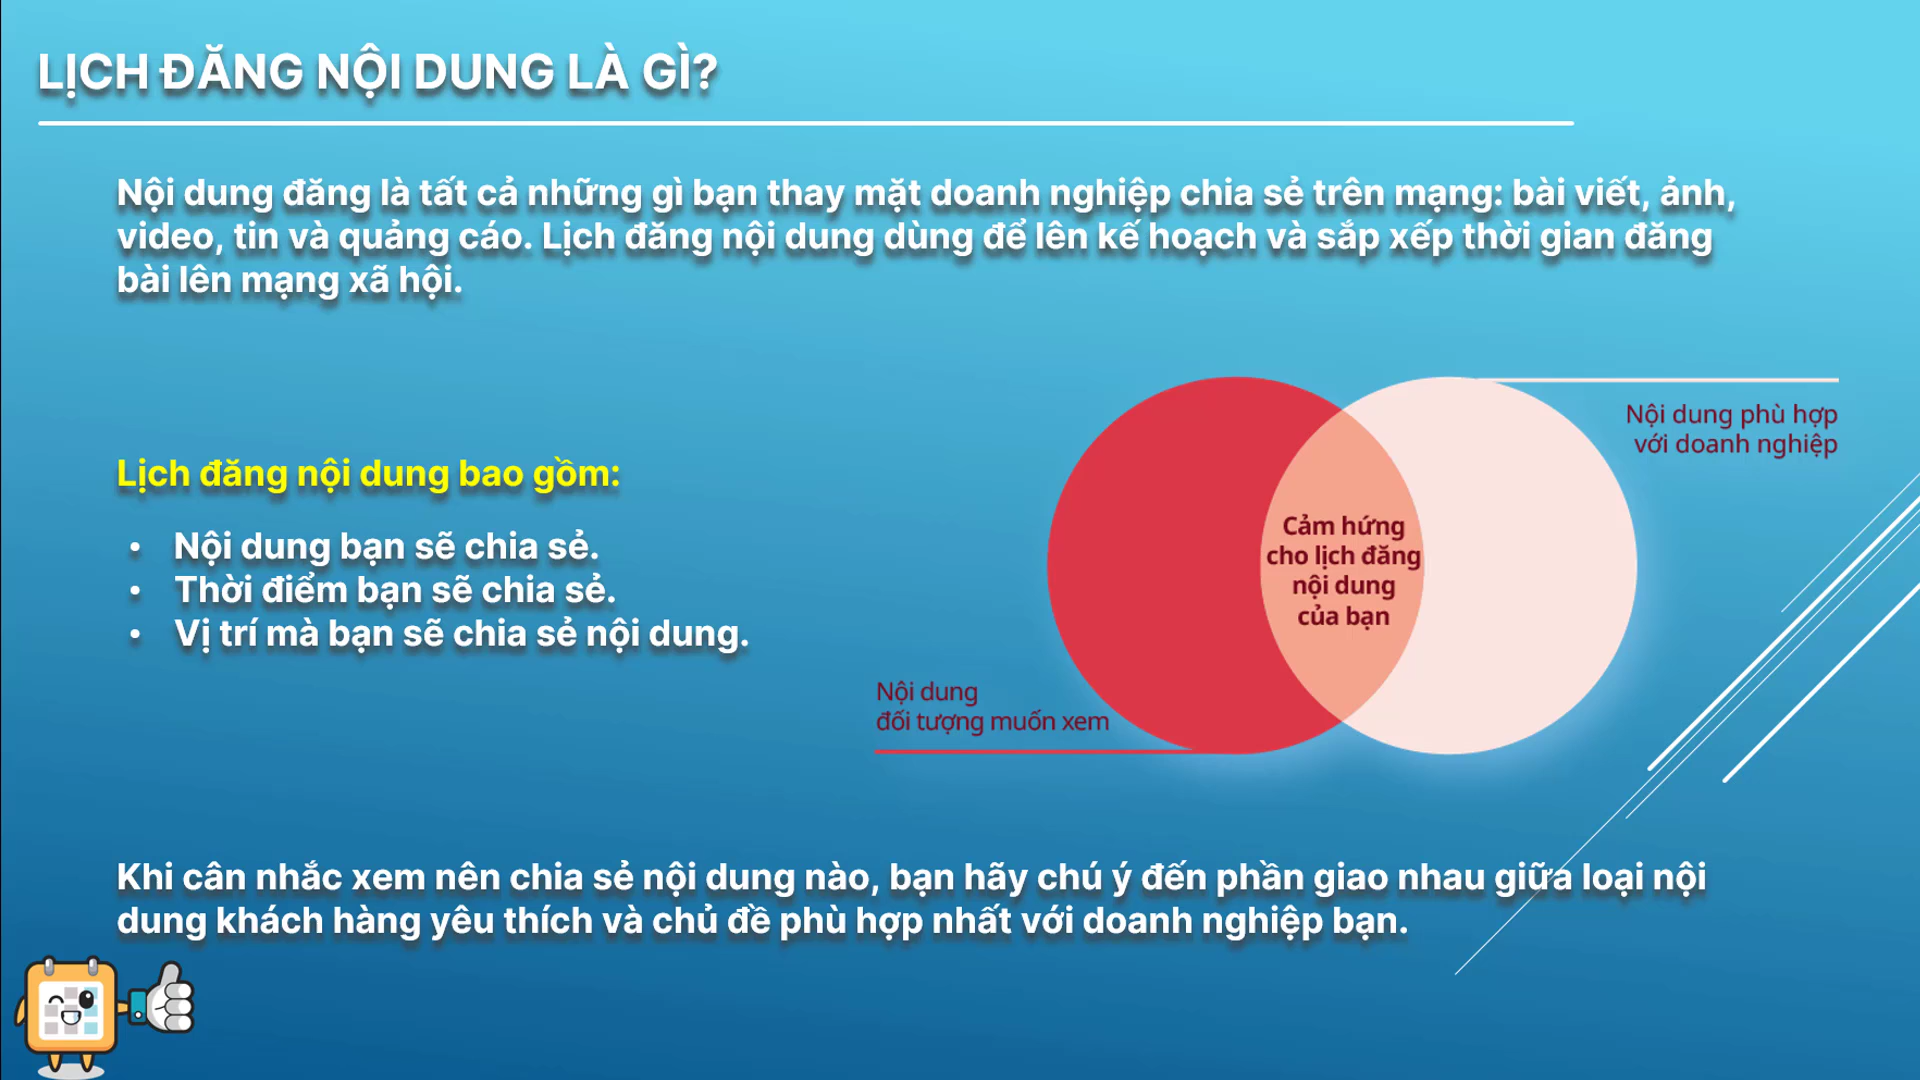 LỊCH ĐĂNG NỘI DUNG LÀ GÌ?
Nội dung đăng là tất cả những gì bạn thay mặt doanh nghiệp chia sẻ trên mạng: bài viết, ảnh,
video, tin và quảng cáo. Lịch đăng nội dung dùng để lên kế hoạch và sắp xếp thời gian đăng
bài lên mạng xã hội.
Lịch đăng nội dung bao gồm:
• Nội dung bạn sẽ chia sẻ.
• Thời điểm bạn sẽ chia sẻ.
• Vị trí mà bạn sẽ chia sẻ nội dung.
Nội dung phù hợp
với doanh nghiệp
Cảm hứng
cho lịch đăng
nội dung
của bạn
Nội dung
đối tượng muốn xem
Khi cân nhắc xem nên chia sẻ nội dung nào, bạn hãy chú ý đến phần giao nhau giữa loại nội
dung khách hàng yêu thích và chủ đề phù hợp nhất với doanh nghiệp bạn.